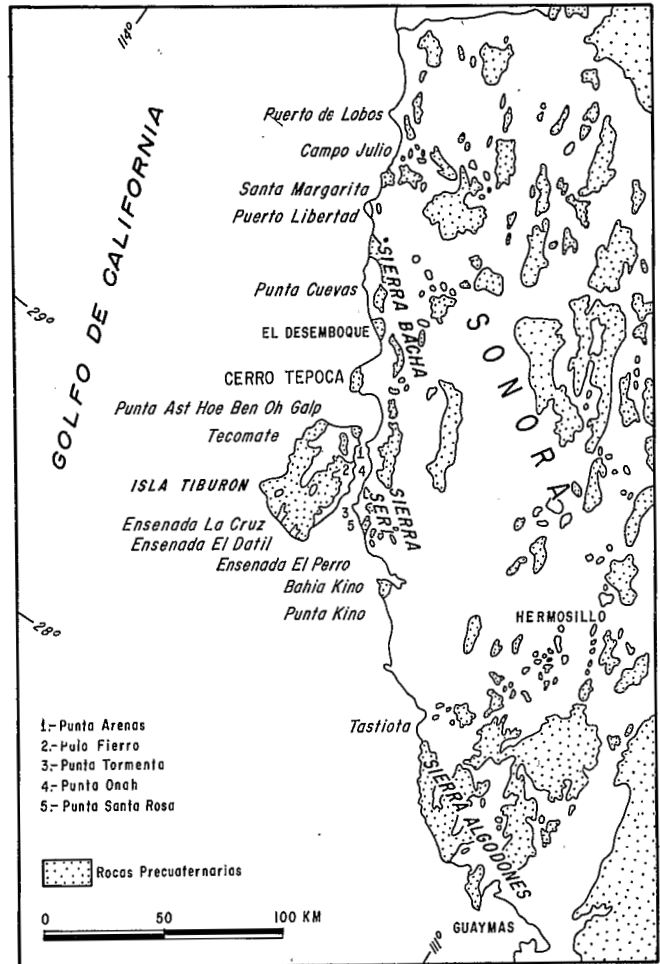 114°
Puerto de Lobos
Campo Julio
Santa Margarita
Puerto Libertad
GOLFO DE CALIFORNIA
SIERRA BACHA
Punta Cuevas
29°
EL DESEMBOQUE
SONORA
CERRO TEPOCA
Punta Ast Hoe Ben Oh Galp
Tecomate
1
2 4
ISLA TIBURON
SIERRA
SERI
3
5
Ensenada La Cruz
Ensenada El Datil
Ensenada El Perro
Bahia Kino
Punta Kino
28°
HERMOSILLO
Tastiota
1.- Punta Arenas
2.- Pulo Fierro
3.- Punta Tormenta
4.- Punta Onah
5.- Punta Santa Rosa
SIERRA ALGODONES
Rocas Precuaternarias
0 50 100 KM
GUAYMAS
111°